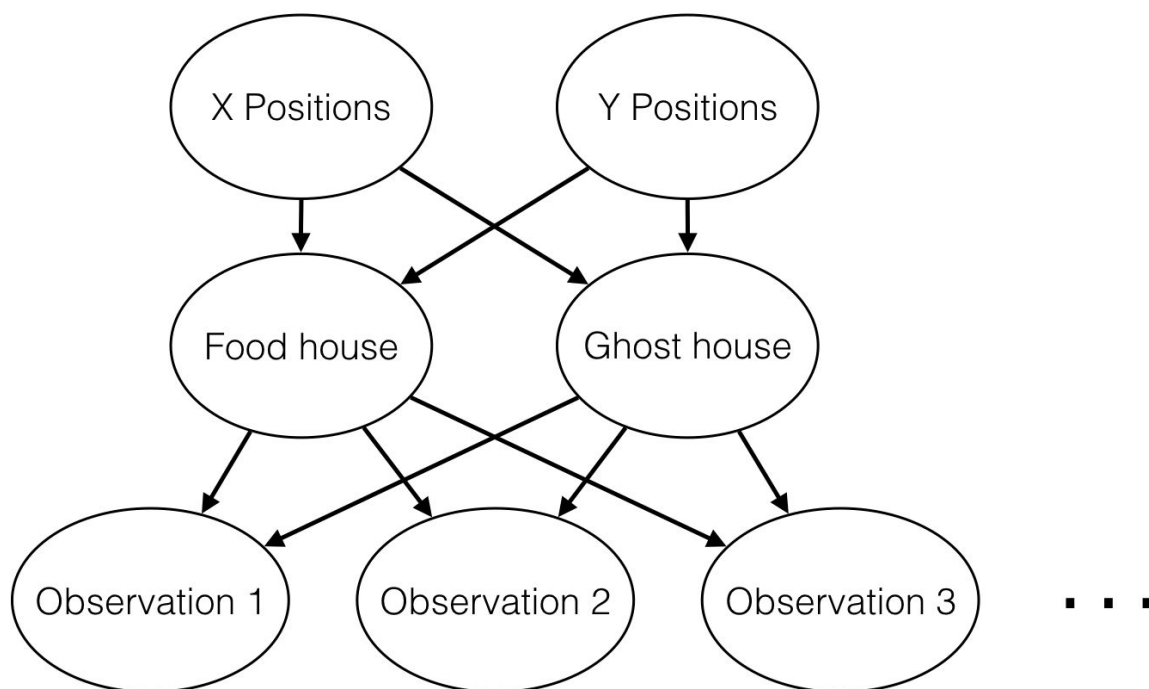 X Positions
Y Positions
Food house
Ghost house
Observation 1
Observation 2
Observation 3
. . .